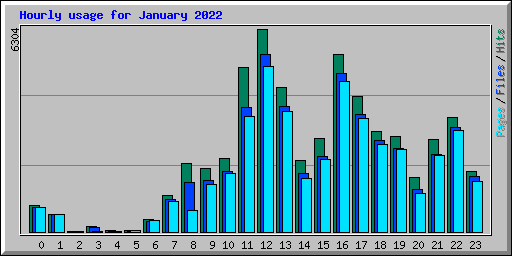 Hourly usage for January 2022
6304
Pages/Files/Hits
0 1 2 3 4 5 6 7 8 9 10 11 12 13 14 15 16 17 18 19 20 21 22 23